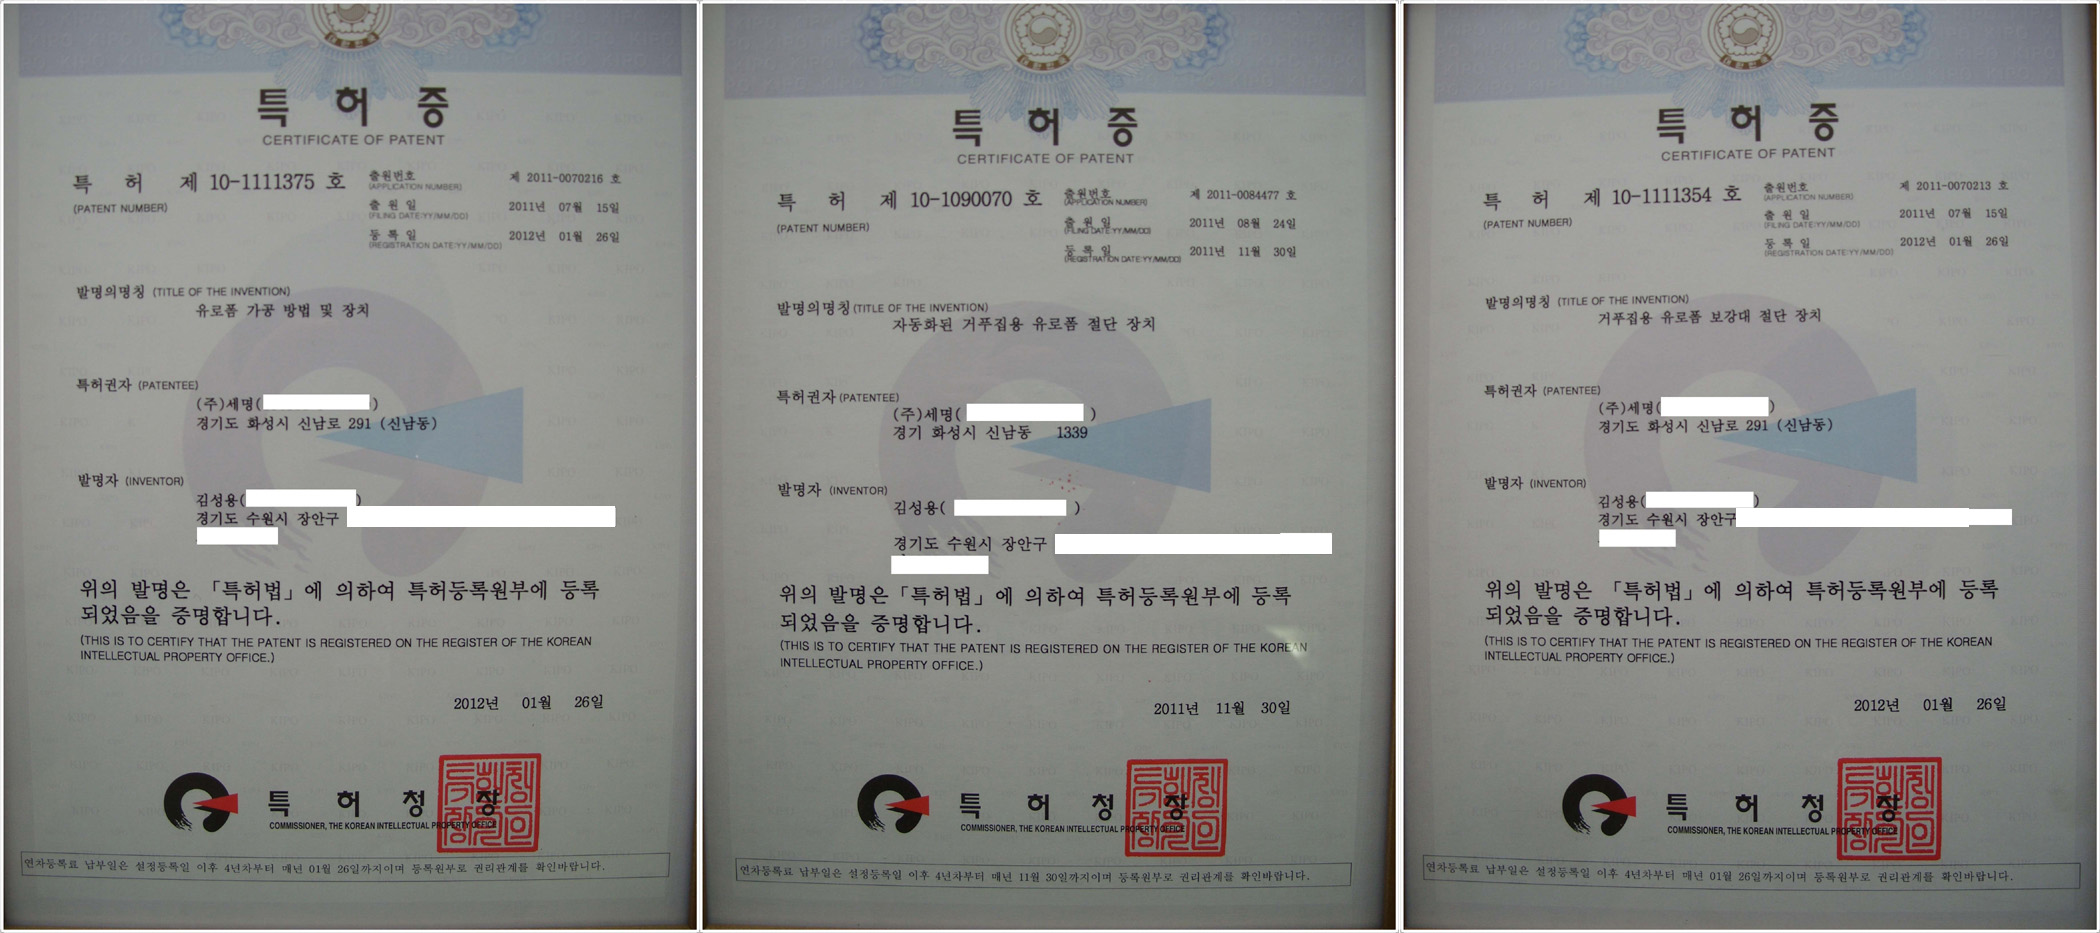 특 허 증
CERTIFICATE OF PATENT
특 허 제 10-1111375 호
(PATENT NUMBER)
출원번호 제 2011-0070216 호
(APPLICATION NUMBER)
출 원 일 2011년 07월 15일
(FILING DATE:YY/MM/DD)
등 록 일 2012년 01월 26일
(REGISTRATION DATE:YY/MM/DD)
발명의명칭 (TITLE OF THE INVENTION)
유로폼 가공 방법 및 장치
특허권자 (PATENTEE)
(주)세명( )
경기도 화성시 신남로 291 (신남동)
발명자 (INVENTOR)
김성용( )
경기도 수원시 장안구
위의 발명은 「특허법」에 의하여 특허등록원부에 등록
되었음을 증명합니다.
(THIS IS TO CERTIFY THAT THE PATENT IS REGISTERED ON THE REGISTER OF THE KOREAN
INTELLECTUAL PROPERTY OFFICE.)
2012년 01월 26일
특 허 청 장
COMMISSIONER, THE KOREAN INTELLECTUAL PROPERTY OFFICE
연차등록료 납부일은 설정등록일 이후 4년차부터 매년 01월 26일까지이며 등록원부로 권리관계를 확인바랍니다.
특 허 증
CERTIFICATE OF PATENT
특 허 제 10-1090070 호
(PATENT NUMBER)
출원번호 제 2011-0084477 호
(APPLICATION NUMBER)
출 원 일 2011년 08월 24일
(FILING DATE:YY/MM/DD)
등 록 일 2011년 11월 30일
(REGISTRATION DATE:YY/MM/DD)
발명의명칭 (TITLE OF THE INVENTION)
자동화된 거푸집용 유로폼 절단 장치
특허권자 (PATENTEE)
(주)세명( )
경기 화성시 신남동 1339
발명자 (INVENTOR)
김성용( )
경기도 수원시 장안구
위의 발명은 「특허법」에 의하여 특허등록원부에 등록
되었음을 증명합니다.
(THIS IS TO CERTIFY THAT THE PATENT IS REGISTERED ON THE REGISTER OF THE KOREAN
INTELLECTUAL PROPERTY OFFICE.)
2011년 11월 30일
특 허 청 장
COMMISSIONER, THE KOREAN INTELLECTUAL PROPERTY OFFICE
연차등록료 납부일은 설정등록일 이후 4년차부터 매년 11월 30일까지이며 등록원부로 권리관계를 확인바랍니다.
특 허 증
CERTIFICATE OF PATENT
특 허 제 10-1111354 호
(PATENT NUMBER)
출원번호 제 2011-0070213 호
(APPLICATION NUMBER)
출 원 일 2011년 07월 15일
(FILING DATE:YY/MM/DD)
등 록 일 2012년 01월 26일
(REGISTRATION DATE:YY/MM/DD)
발명의명칭 (TITLE OF THE INVENTION)
거푸집용 유로폼 보강대 절단 장치
특허권자 (PATENTEE)
(주)세명( )
경기도 화성시 신남로 291 (신남동)
발명자 (INVENTOR)
김성용( )
경기도 수원시 장안구
위의 발명은 「특허법」에 의하여 특허등록원부에 등록
되었음을 증명합니다.
(THIS IS TO CERTIFY THAT THE PATENT IS REGISTERED ON THE REGISTER OF THE KOREAN
INTELLECTUAL PROPERTY OFFICE.)
2012년 01월 26일
특 허 청 장
COMMISSIONER, THE KOREAN INTELLECTUAL PROPERTY OFFICE
연차등록료 납부일은 설정등록일 이후 4년차부터 매년 01월 26일까지이며 등록원부로 권리관계를 확인바랍니다.